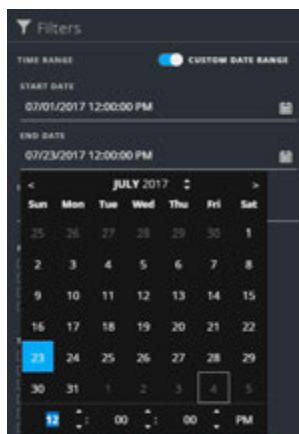 Filters
TIME RANGE CUSTOM DATE RANGE
START DATE
07/01/2017 12:00:00 PM
END DATE
07/23/2017 12:00:00 PM
< JULY 2017 >
Sun Mon Tue Wed Thu Fri Sat
25 26 27 28 29 30 1
2 3 4 5 6 7 8
9 10 11 12 13 14 15
16 17 18 19 20 21 22
23 24 25 26 27 28 29
30 31 1 2 3 4 5
12 : 00 : 00 PM